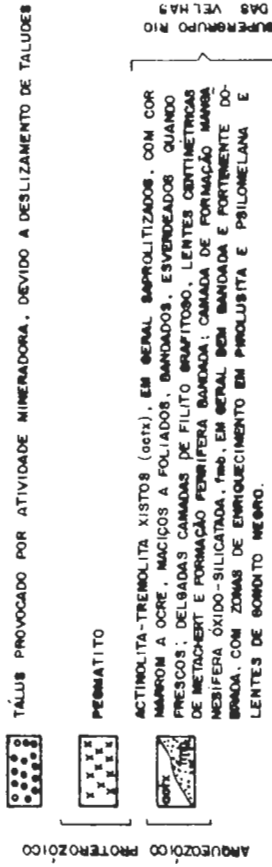 TÁLUS PROVOCADO POR ATIVIDADE MINERADORA, DEVIDO A DESLIZAMENTO DE TALUDES
PEGMATITO
ACTINOLITA-TREMOLITA XISTOS (actx), EM GERAL SAPROLITIZADOS, COM COR
MARROM A OCRE, MACIÇOS A FOLIADOS, BANDADOS, ESVERDEADOS QUANDO
FRESCOS; DELGADAS CAMADAS DE FILITO GRAFITOSO, LENTES CENTIMÉTRICAS
DE METACHERT E FORMAÇÃO FERRÍFERA BANDADA; CAMADA DE FORMAÇÃO MANGA
NESÍFERA ÓXIDO-SILICATADA, fmb, EM GERAL BEM BANDADA E FORTEMENTE DO-
BRADA, COM ZONAS DE ENRIQUECIMENTO EM PIROLUSITA E PSILOMELANA E
LENTES DE GONDITO NEGRO.
actx
fmb
PROTEROZÓICO
ARQUEOZÓICO
SUPERGRUPO RIO
DAS VELHAS